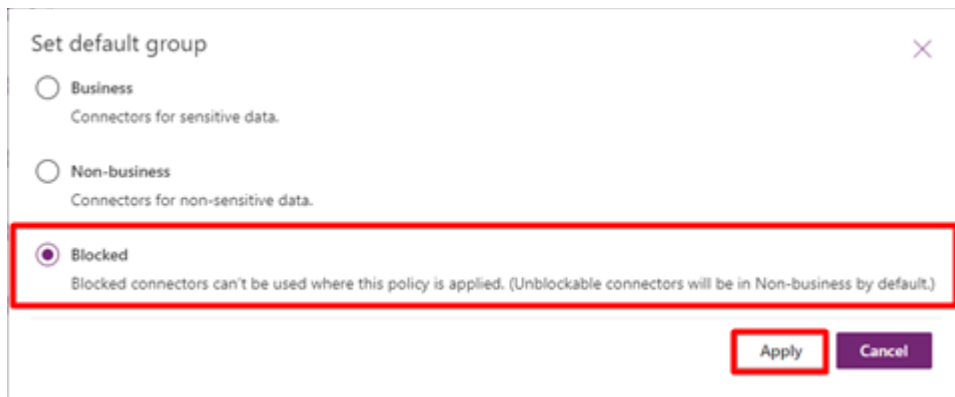 Set default group
Business
Connectors for sensitive data.
Non-business
Connectors for non-sensitive data.
Blocked
Blocked connectors can't be used where this policy is applied. (Unblockable connectors will be in Non-business by default.)
Apply Cancel